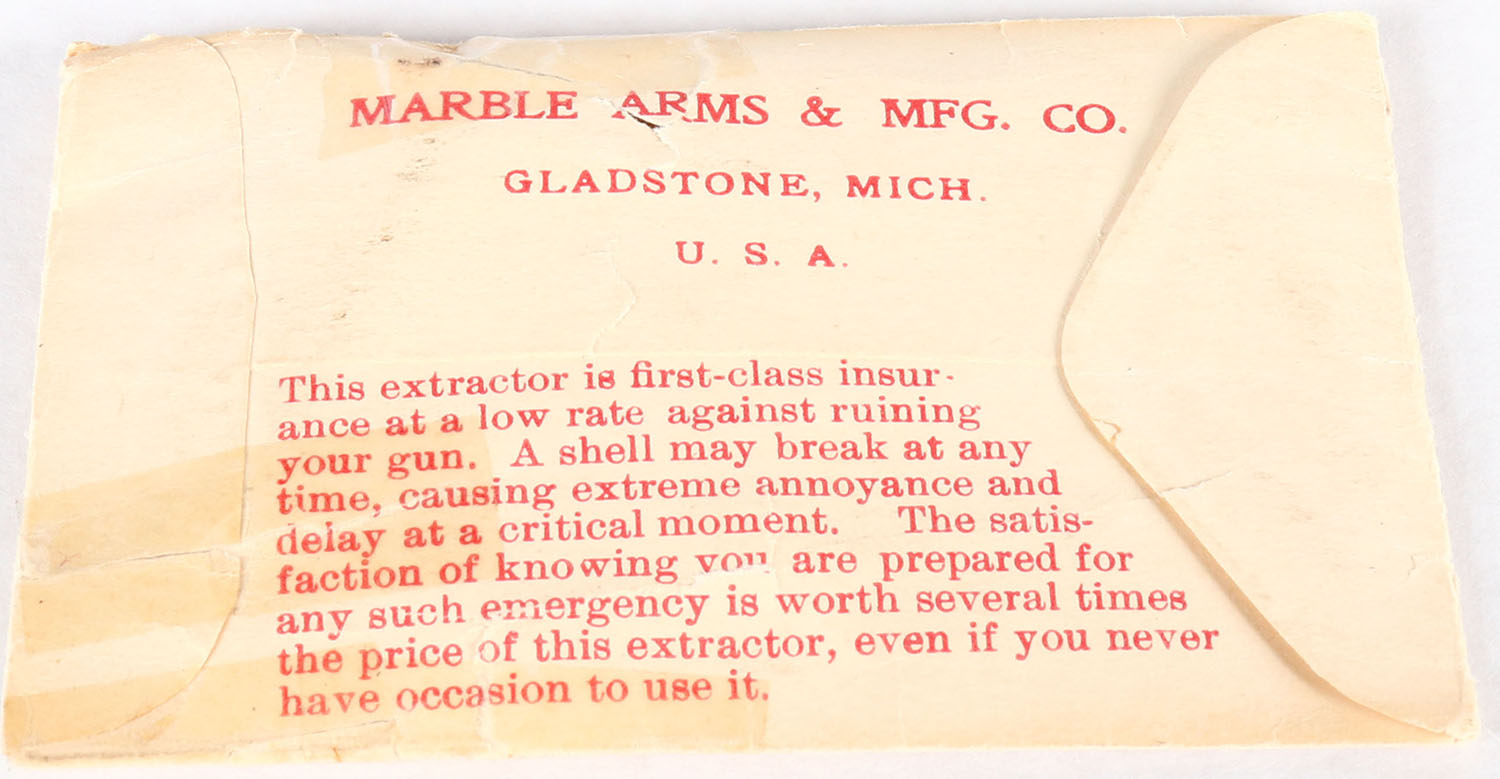 MARBLE ARMS & MFG. CO.
GLADSTONE, MICH.
U. S. A.
This extractor is first-class insur-
ance at a low rate against ruining
your gun. A shell may break at any
time, causing extreme annoyance and
delay at a critical moment. The satis-
faction of knowing you are prepared for
any such emergency is worth several times
the price of this extractor, even if you never
have occasion to use it.